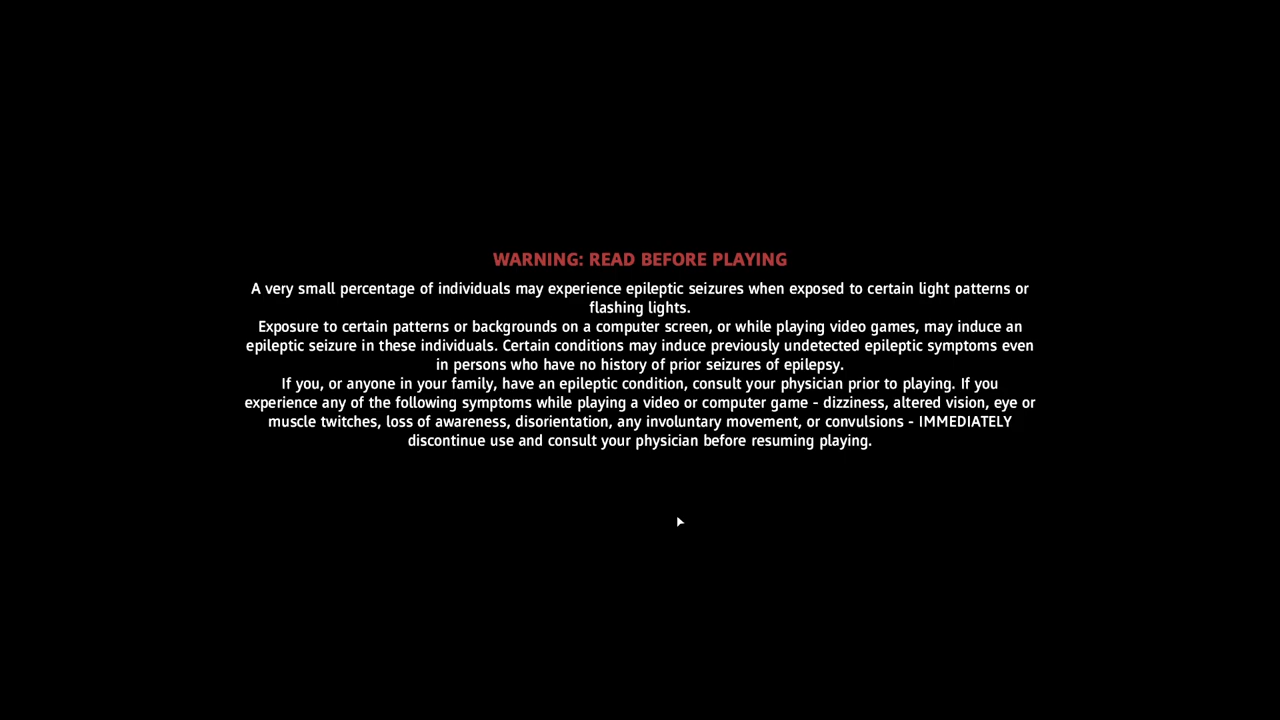 WARNING: READ BEFORE PLAYING
A very small percentage of individuals may experience epileptic seizures when exposed to certain light patterns or
flashing lights.
Exposure to certain patterns or backgrounds on a computer screen, or while playing video games, may induce an
epileptic seizure in these individuals. Certain conditions may induce previously undetected epileptic symptoms even
in persons who have no history of prior seizures of epilepsy.
If you, or anyone in your family, have an epileptic condition, consult your physician prior to playing. If you
experience any of the following symptoms while playing a video or computer game - dizziness, altered vision, eye or
muscle twitches, loss of awareness, disorientation, any involuntary movement, or convulsions - IMMEDIATELY
discontinue use and consult your physician before resuming playing.